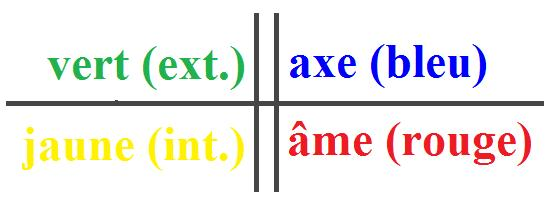 vert (ext.) axe (bleu)
jaune (int.) âme (rouge)